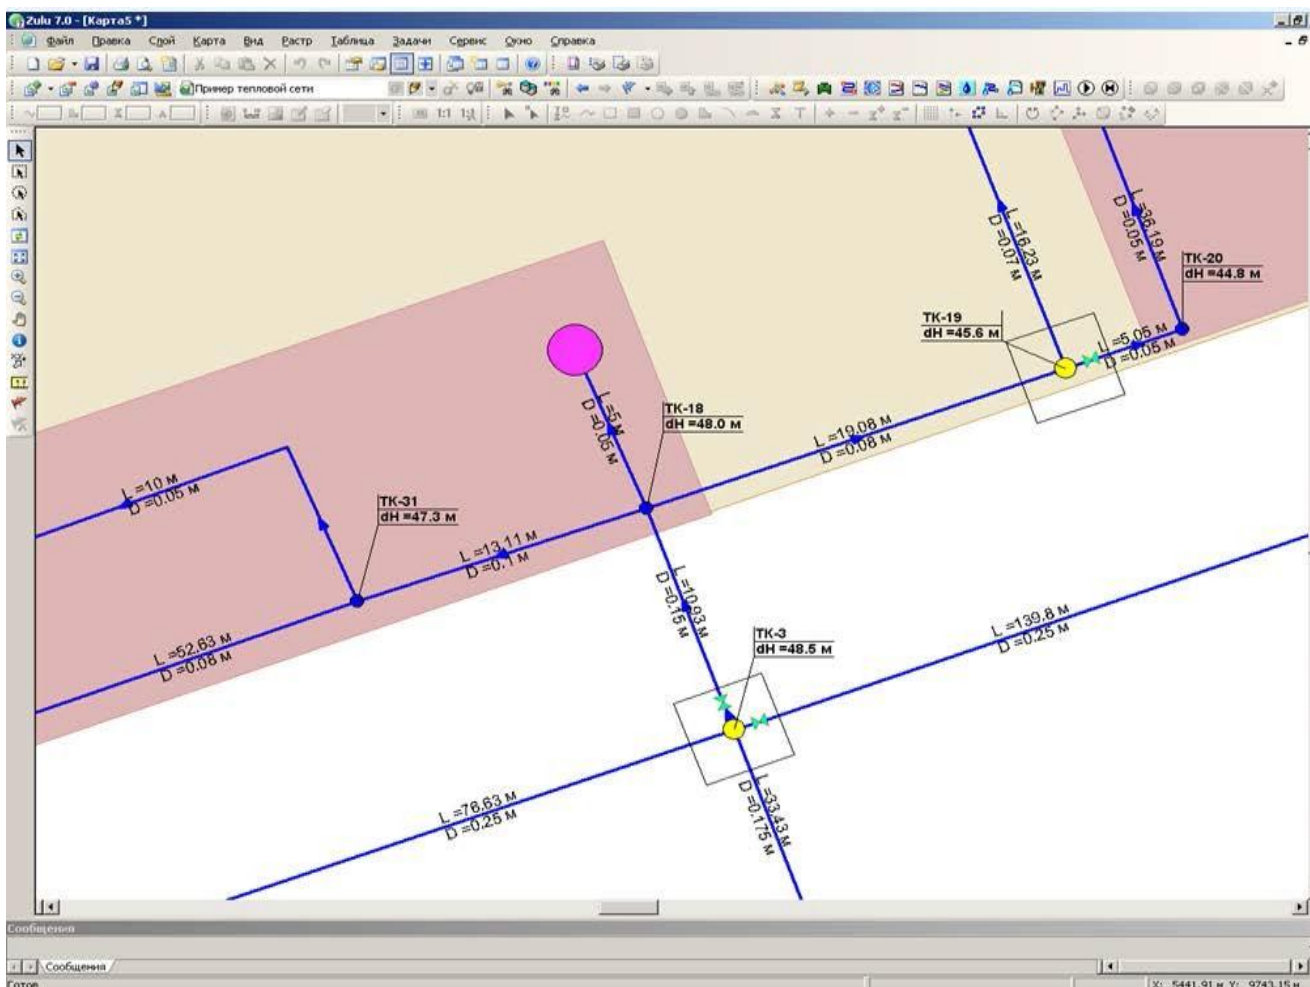 Zulu 7.0 - [Карта5 *]
Файл Правка Слой Карта Вид Растр Таблица Задачи Сервис Окно Справка
Пример тепловой сети
1:1
L =16.23 м
D =0.07 м
L =36.19 м
D =0.05 м
ТК-20
dH =44.8 м
ТК-19
dH =45.6 м
L =5.05 м
D =0.05 м
L =5 м
D =0.05 м
ТК-18
dH =48.0 м
L =19.08 м
D =0.08 м
L =10 м
D =0.05 м
ТК-31
dH =47.3 м
L =13.11 м
D =0.1 м
L =10.93 м
D =0.15 м
L =52.63 м
D =0.08 м
ТК-3
dH =48.5 м
L =139.8 м
D =0.25 м
L =76.63 м
D =0.25 м
L =33.43 м
D =0.175 м
Сообщения
Сообщения
Готов
X: 5441.91 м Y: 9743.15 м